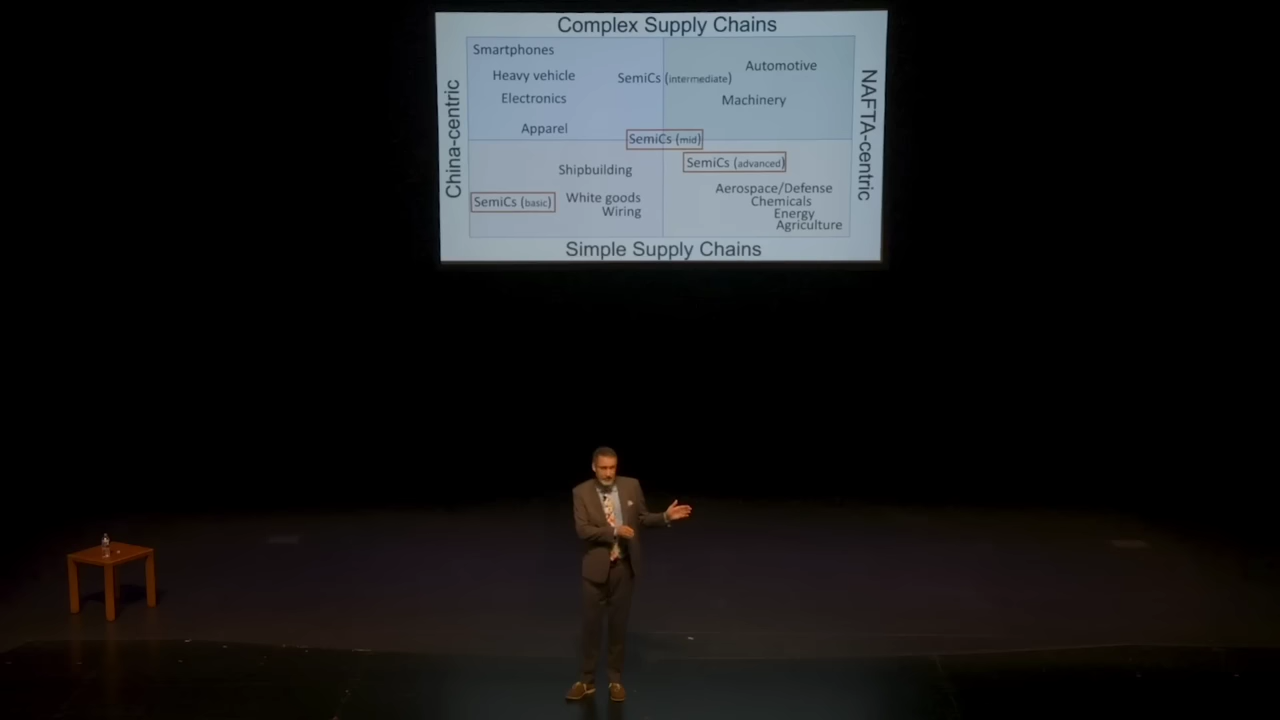 Complex Supply Chains
China-centric
NAFTA-centric
Smartphones
Heavy vehicle
Electronics
Apparel
SemiCs (intermediate)
Automotive
Machinery
SemiCs (mid)
SemiCs (advanced)
Shipbuilding
SemiCs (basic)
White goods
Wiring
Aerospace/Defense
Chemicals
Energy
Agriculture
Simple Supply Chains